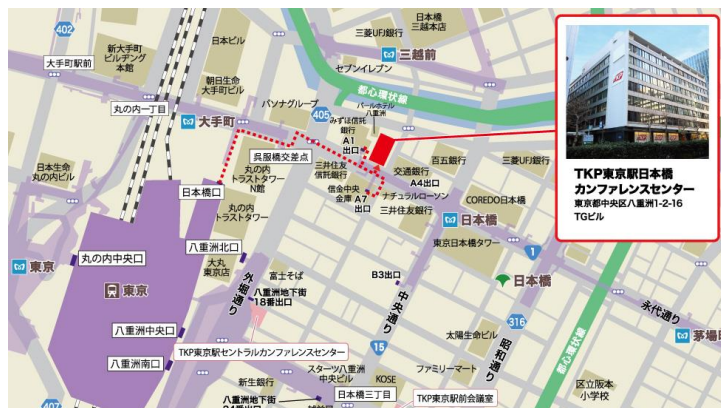 402
新大手町
ビルヂング
本館
大手町駅前
日本ビル
朝日生命
大手町ビル
丸の内一丁目
大手町
パソナグループ
405
三菱UFJ銀行
日本橋
三越本店
三越前
セブンイレブン
都心環状線
パールホテル
八重洲
みずほ信託
銀行
A1
出口
呉服橋交差点
三井住友
信託銀行
交通銀行
百五銀行
三菱UFJ銀行
A4出口
信金中央
金庫
A7
出口
ナチュラルローソン
三井住友銀行
COREDO日本橋
日本橋
東京日本橋タワー
日本生命
丸の内ビル
日本橋口
丸の内
トラストタワー
N館
丸の内
トラストタワー
八重洲北口
大丸
東京店
東京
丸の内中央口
東京
外堀通り
富士そば
八重洲地下街
18番出口
B3出口
中央通り
日本橋
1
永代通り
茅場町
八重洲中央口
TKP東京駅セントラルカンファレンスセンター
15
太陽生命ビル
316
昭和通り
都心環状線
八重洲南口
スターツ八重洲
中央ビル
ファミリーマート
新生銀行
KOSE
日本橋三丁目
区立阪本
小学校
407
八重洲地下街
TKP東京駅前会議室
TKP東京駅日本橋
カンファレンスセンター
東京都中央区八重洲1-2-16
TGビル